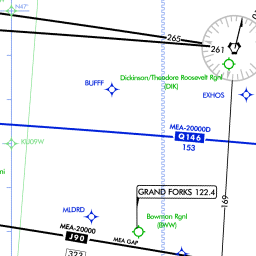 N47°
265
261
BUFFF
Dickinson/Theodore Roosevelt Rgnl
(DIK)
EXHOS
MEA-20000D
Q146
153
KU09W
GRAND FORKS 122.4
169
MLDRD
Bowman Rgnl
(BWW)
MEA-20000
J90
MEA GAP
322